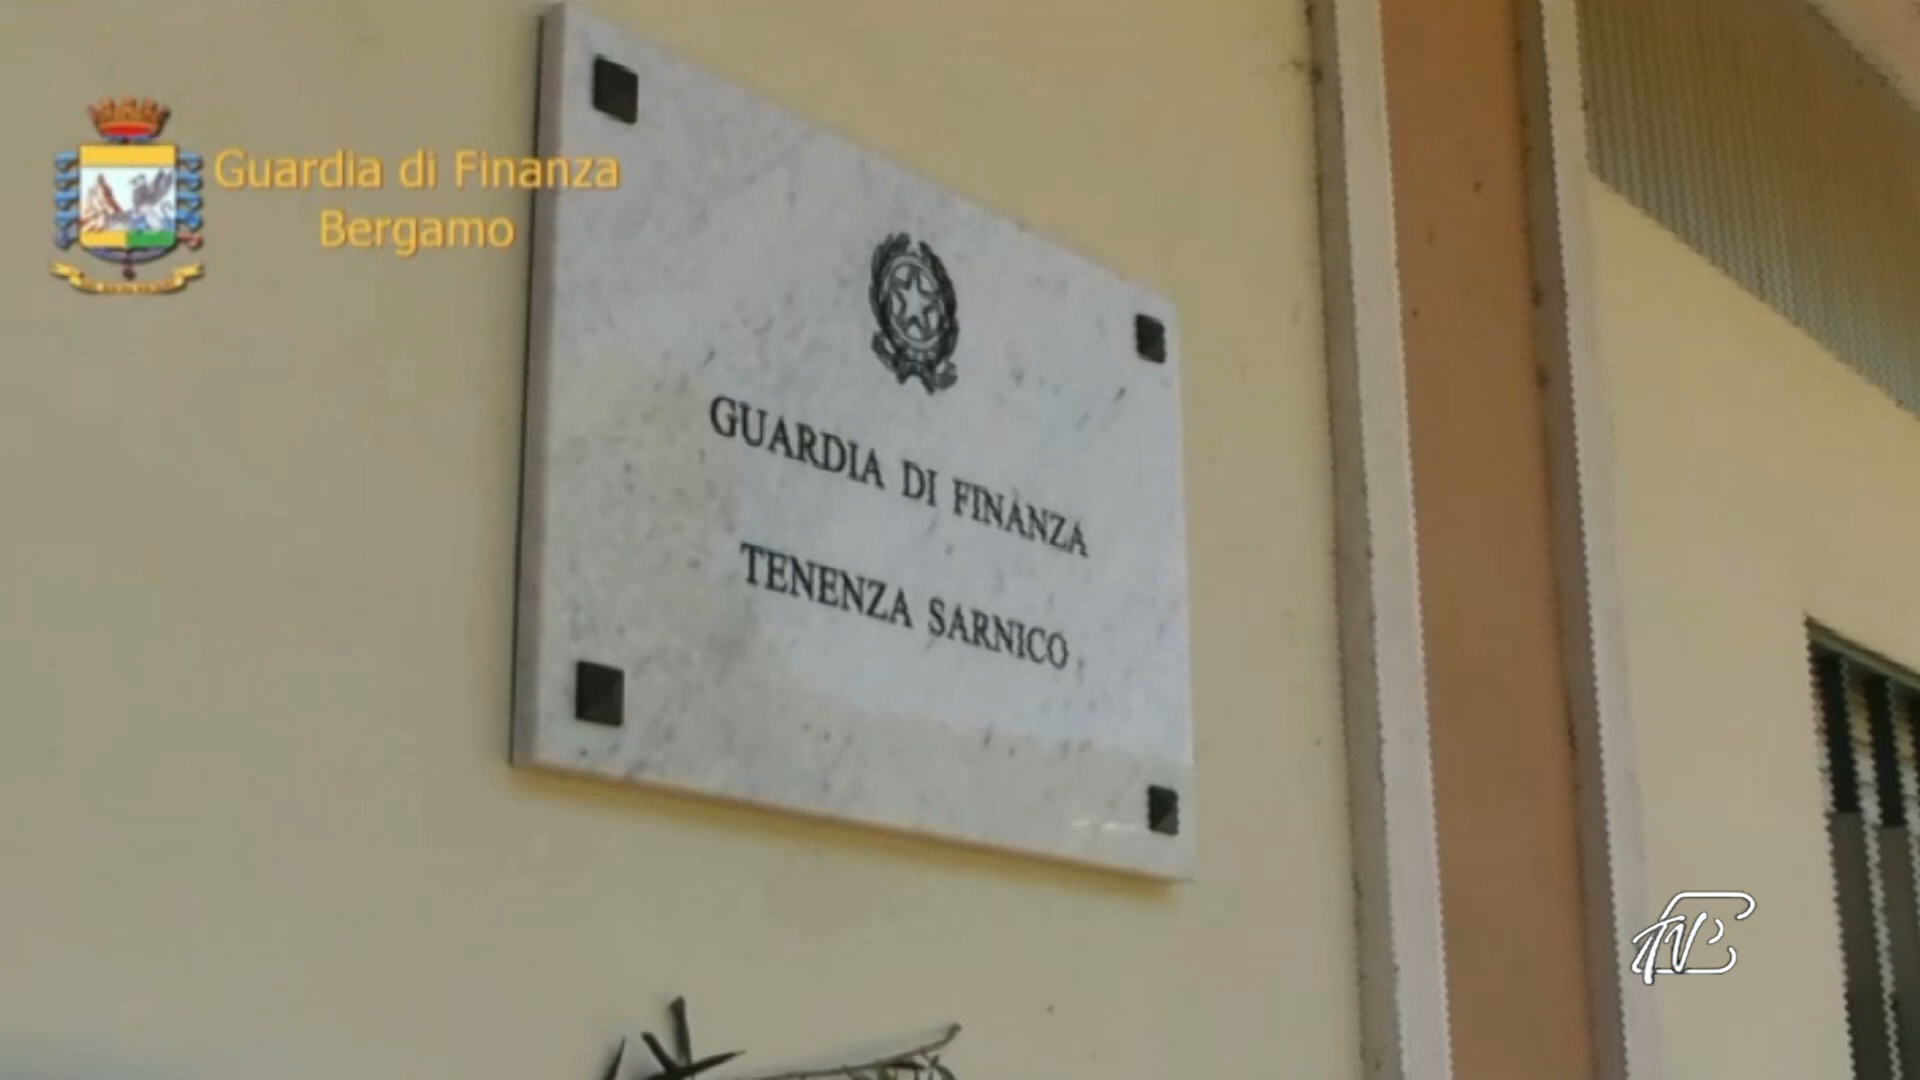 Guardia di Finanza
Bergamo
GUARDIA DI FINANZA
TENENZA SARNICO